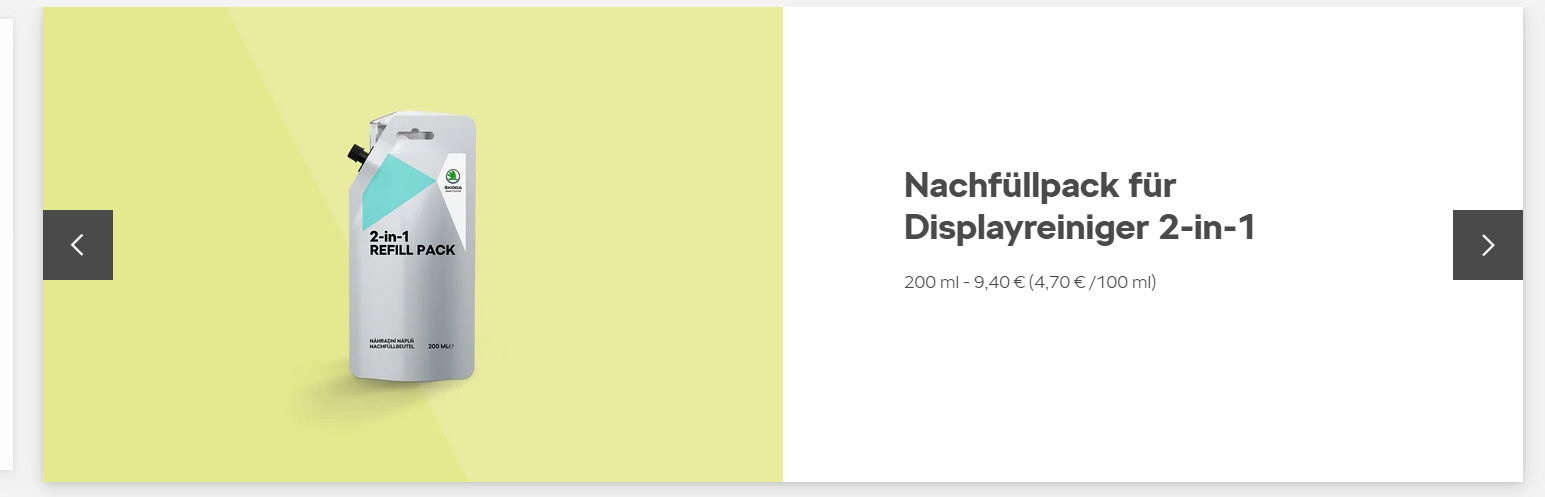 ŠKODA
2-in-1
REFILL PACK
NÁHRADNÍ NÁPLŇ
NACHFÜLLBEUTEL 200 ML℮
Nachfüllpack für
Displayreiniger 2-in-1
200 ml - 9,40 € (4,70 € /100 ml)